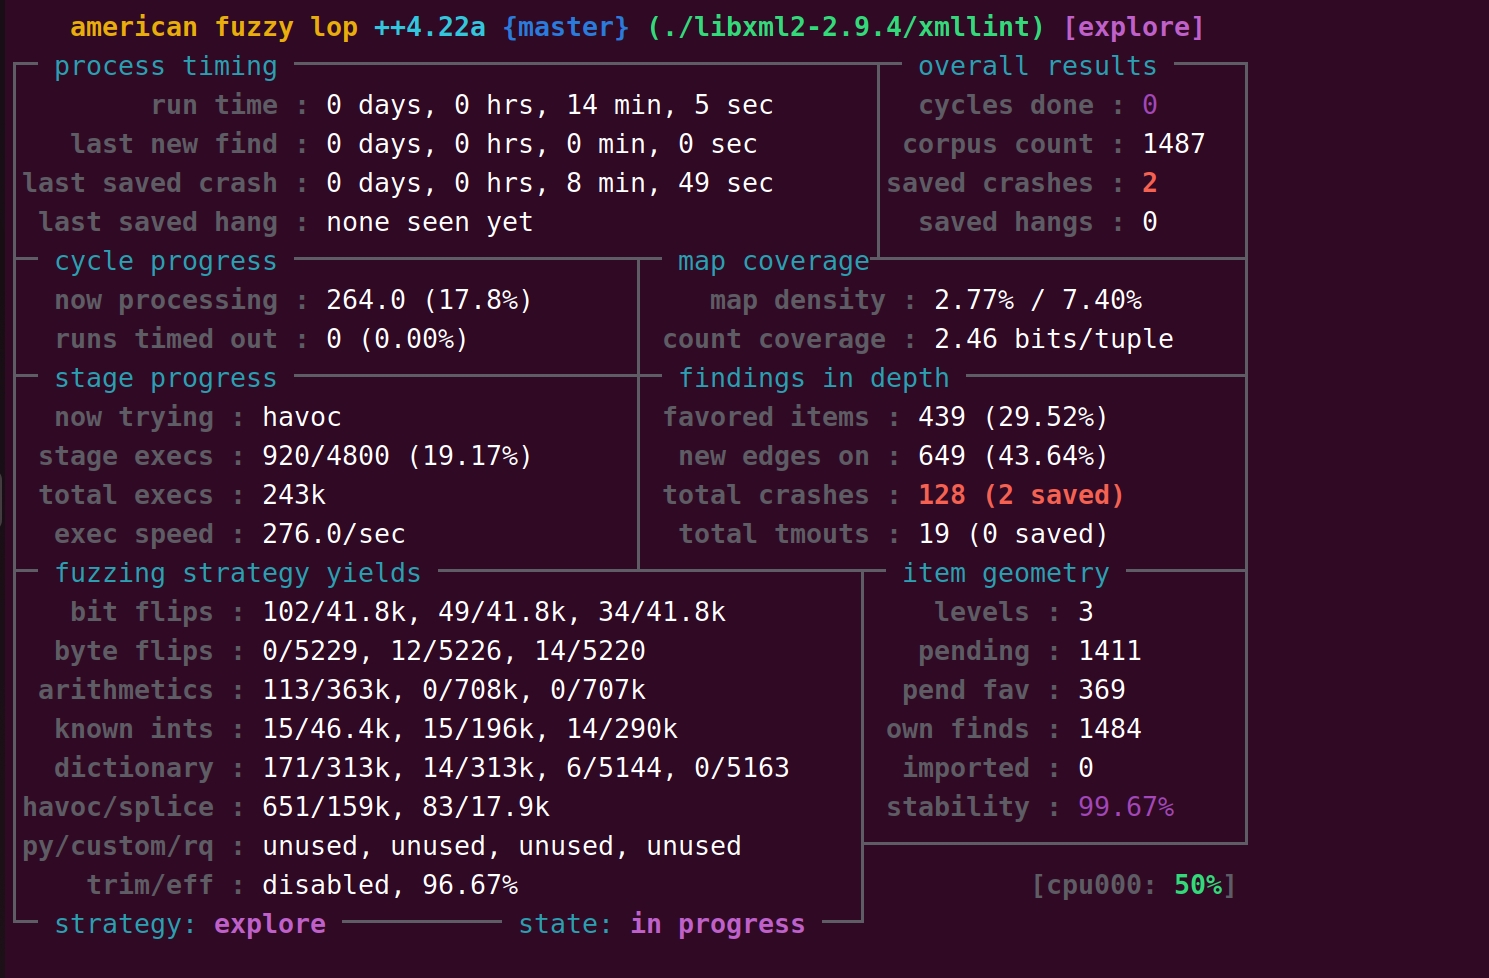 american fuzzy lop ++4.22a {master} (./libxml2-2.9.4/xmllint) [explore]
process timing overall results
run time : 0 days, 0 hrs, 14 min, 5 sec cycles done : 0
last new find : 0 days, 0 hrs, 0 min, 0 sec corpus count : 1487
last saved crash : 0 days, 0 hrs, 8 min, 49 sec saved crashes : 2
last saved hang : none seen yet saved hangs : 0
cycle progress map coverage
now processing : 264.0 (17.8%) map density : 2.77% / 7.40%
runs timed out : 0 (0.00%) count coverage : 2.46 bits/tuple
stage progress findings in depth
now trying : havoc favored items : 439 (29.52%)
stage execs : 920/4800 (19.17%) new edges on : 649 (43.64%)
total execs : 243k total crashes : 128 (2 saved)
exec speed : 276.0/sec total tmouts : 19 (0 saved)
fuzzing strategy yields item geometry
bit flips : 102/41.8k, 49/41.8k, 34/41.8k levels : 3
byte flips : 0/5229, 12/5226, 14/5220 pending : 1411
arithmetics : 113/363k, 0/708k, 0/707k pend fav : 369
known ints : 15/46.4k, 15/196k, 14/290k own finds : 1484
dictionary : 171/313k, 14/313k, 6/5144, 0/5163 imported : 0
havoc/splice : 651/159k, 83/17.9k stability : 99.67%
py/custom/rq : unused, unused, unused, unused
trim/eff : disabled, 96.67% [cpu000: 50%]
strategy: explore state: in progress